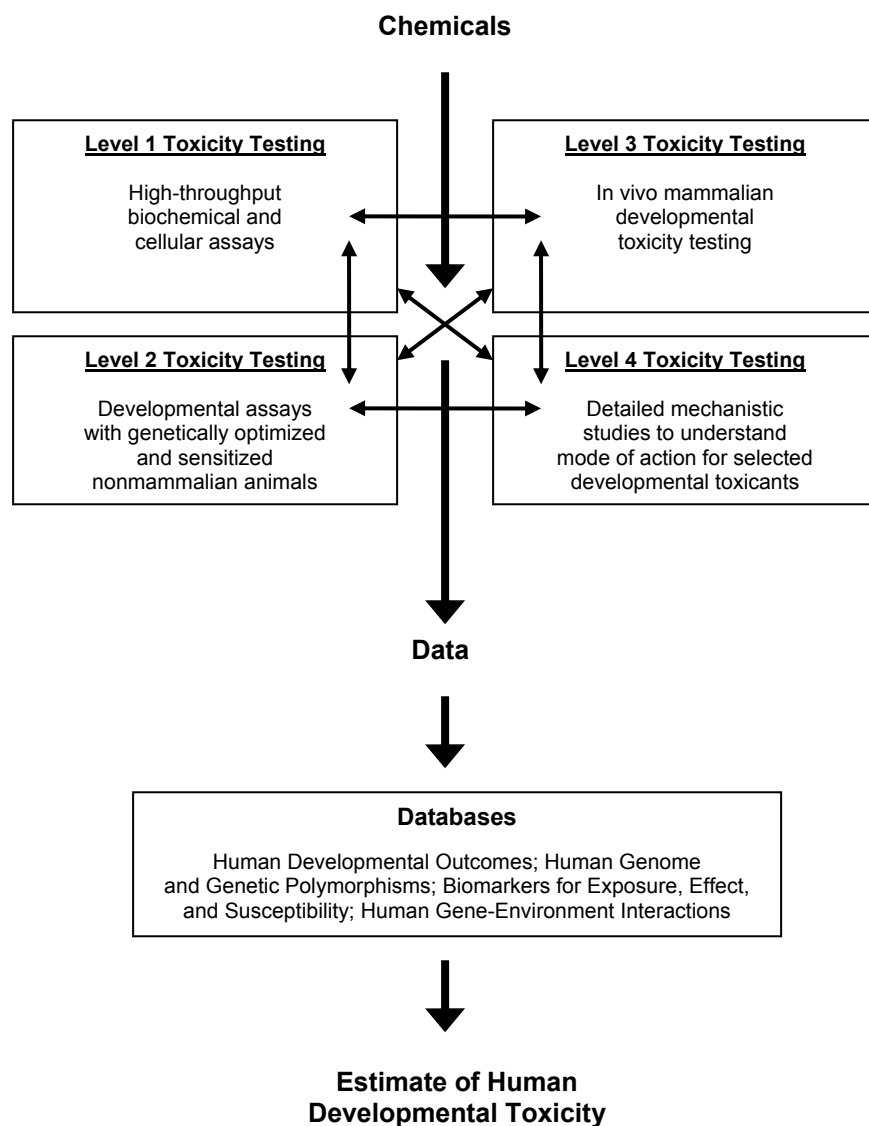 Chemicals
Level 1 Toxicity Testing
High-throughput
biochemical and
cellular assays
Level 3 Toxicity Testing
In vivo mammalian
developmental
toxicity testing
Level 2 Toxicity Testing
Developmental assays
with genetically optimized
and sensitized
nonmammalian animals
Level 4 Toxicity Testing
Detailed mechanistic
studies to understand
mode of action for selected
developmental toxicants
Data
Databases
Human Developmental Outcomes; Human Genome
and Genetic Polymorphisms; Biomarkers for Exposure, Effect,
and Susceptibility; Human Gene-Environment Interactions
Estimate of Human
Developmental Toxicity